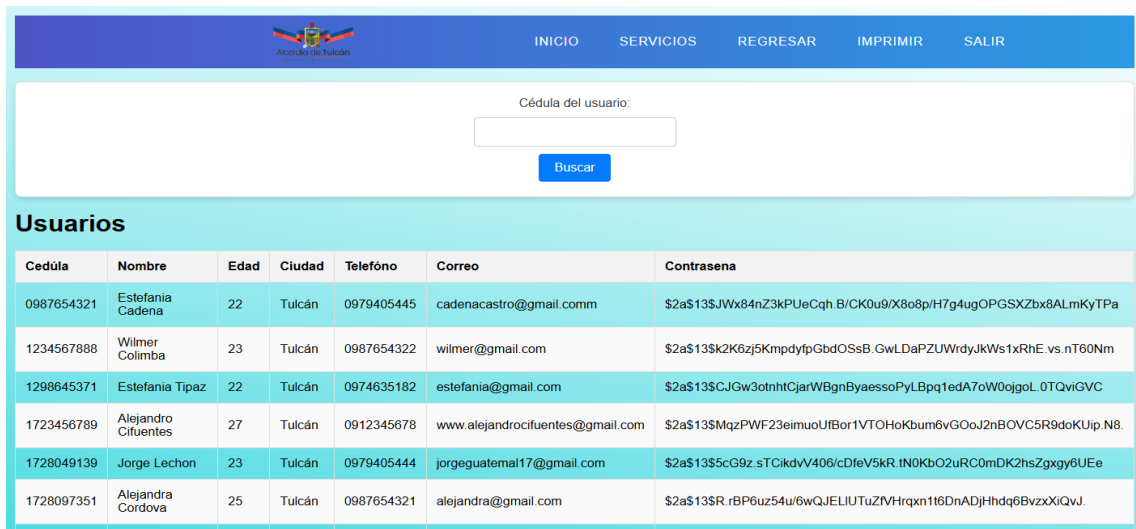 Alcaldía de Tulcán
INICIO SERVICIOS REGRESAR IMPRIMIR SALIR
Cédula del usuario:
Buscar
Usuarios
Cedúla Nombre Edad Ciudad Telefóno Correo Contrasena
0987654321 Estefania Cadena 22 Tulcán 0979405445 cadenacastro@gmail.comm $2a$13$JWx84nZ3kPUeCqh.B/CK0u9/X8o8p/H7g4ugOPGSXZbx8ALmKyTPa
1234567888 Wilmer Colimba 23 Tulcán 0987654322 wilmer@gmail.com $2a$13$k2K6zj5KmpdyfpGbdOSsB.GwLDaPZUWrdyJkWs1xRhE.vs.nT60Nm
1298645371 Estefania Tipaz 22 Tulcán 0974635182 estefania@gmail.com $2a$13$CJGw3otnhtCjarWBgnByaessoPyLBpq1edA7oW0ojgoL.0TQviGVC
1723456789 Alejandro Cifuentes 27 Tulcán 0912345678 www.alejandrocifuentes@gmail.com $2a$13$MqzPWF23eimuoUfBor1VTOHoKbum6vGOoJ2nBOVC5R9doKUip.N8.
1728049139 Jorge Lechon 23 Tulcán 0979405444 jorgeguatemal17@gmail.com $2a$13$5cG9z.sTCikdvV406/cDfeV5kR.tN0KbO2uRC0mDK2hsZgxgy6UEe
1728097351 Alejandra Cordova 25 Tulcán 0987654321 alejandra@gmail.com $2a$13$R.rBP6uz54u/6wQJELIUTuZfVHrqxn1t6DnADjHhdq6BvzxXiQvJ.